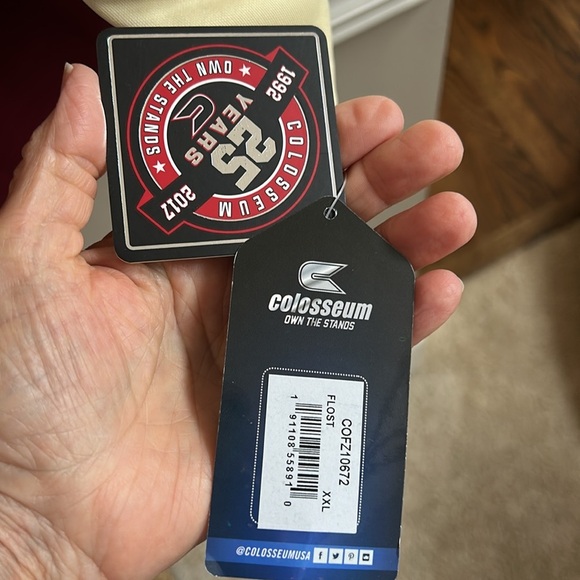 ★ OWN THE STANDS ★
1992
25
YEARS
2017
COLOSSEUM
colosseum
OWN THE STANDS
COFZ10672
FLOST XXL
1 91108 55891 0
@COLOSSEUMUSA